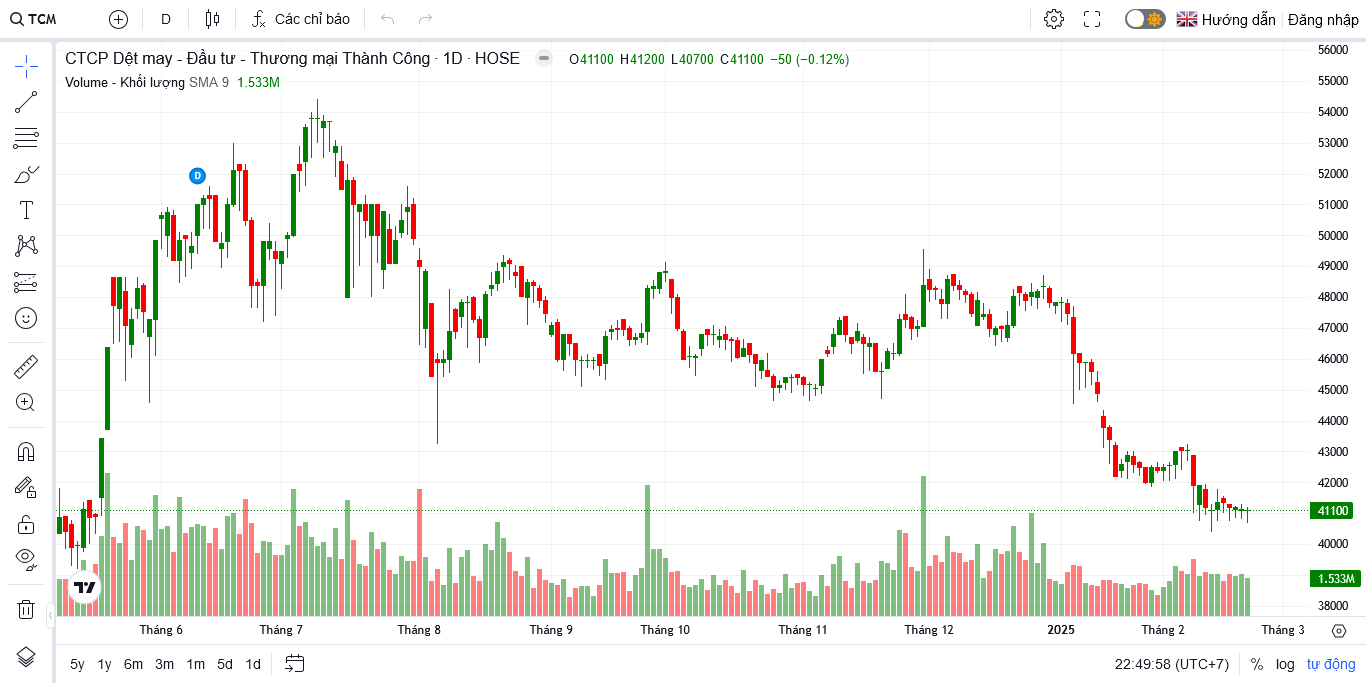 TCM D Các chỉ báo Hướng dẫn Đăng nhập
CTCP Dệt may - Đầu tư - Thương mại Thành Công · 1D · HOSE O41100 H41200 L40700 C41100 −50 (−0.12%)
Volume - Khối lượng SMA 9 1.533M
D
56000
55000
54000
53000
52000
51000
50000
49000
48000
47000
46000
45000
44000
43000
42000
41100
40000
1.533M
38000
Tháng 6 Tháng 7 Tháng 8 Tháng 9 Tháng 10 Tháng 11 Tháng 12 2025 Tháng 2 Tháng 3
5y 1y 6m 3m 1m 5d 1d 22:49:58 (UTC+7) % log tự động